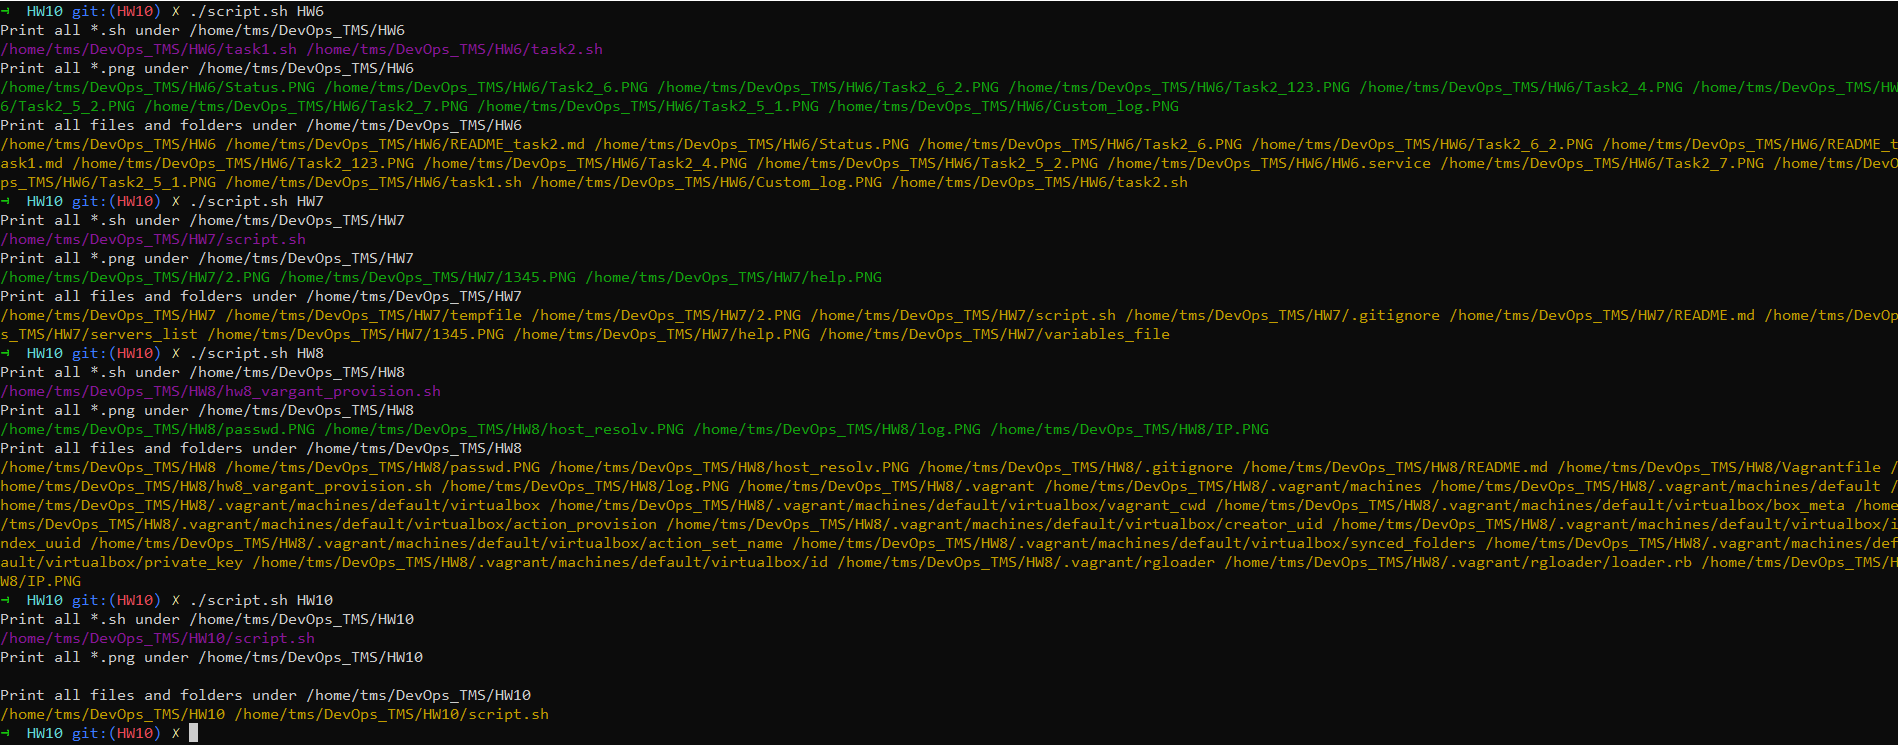 →  HW10 git:(HW10) ✗ ./script.sh HW6
Print all *.sh under /home/tms/DevOps_TMS/HW6
/home/tms/DevOps_TMS/HW6/task1.sh /home/tms/DevOps_TMS/HW6/task2.sh
Print all *.png under /home/tms/DevOps_TMS/HW6
/home/tms/DevOps_TMS/HW6/Status.PNG /home/tms/DevOps_TMS/HW6/Task2_6.PNG /home/tms/DevOps_TMS/HW6/Task2_6_2.PNG /home/tms/DevOps_TMS/HW6/Task2_123.PNG /home/tms/DevOps_TMS/HW6/Task2_4.PNG /home/tms/DevOps_TMS/HW
6/Task2_5_2.PNG /home/tms/DevOps_TMS/HW6/Task2_7.PNG /home/tms/DevOps_TMS/HW6/Task2_5_1.PNG /home/tms/DevOps_TMS/HW6/Custom_log.PNG
Print all files and folders under /home/tms/DevOps_TMS/HW6
/home/tms/DevOps_TMS/HW6 /home/tms/DevOps_TMS/HW6/README_task2.md /home/tms/DevOps_TMS/HW6/Status.PNG /home/tms/DevOps_TMS/HW6/Task2_6.PNG /home/tms/DevOps_TMS/HW6/Task2_6_2.PNG /home/tms/DevOps_TMS/HW6/README_t
ask1.md /home/tms/DevOps_TMS/HW6/Task2_123.PNG /home/tms/DevOps_TMS/HW6/Task2_4.PNG /home/tms/DevOps_TMS/HW6/Task2_5_2.PNG /home/tms/DevOps_TMS/HW6/HW6.service /home/tms/DevOps_TMS/HW6/Task2_7.PNG /home/tms/DevO
ps_TMS/HW6/Task2_5_1.PNG /home/tms/DevOps_TMS/HW6/task1.sh /home/tms/DevOps_TMS/HW6/Custom_log.PNG /home/tms/DevOps_TMS/HW6/task2.sh
→  HW10 git:(HW10) ✗ ./script.sh HW7
Print all *.sh under /home/tms/DevOps_TMS/HW7
/home/tms/DevOps_TMS/HW7/script.sh
Print all *.png under /home/tms/DevOps_TMS/HW7
/home/tms/DevOps_TMS/HW7/2.PNG /home/tms/DevOps_TMS/HW7/1345.PNG /home/tms/DevOps_TMS/HW7/help.PNG
Print all files and folders under /home/tms/DevOps_TMS/HW7
/home/tms/DevOps_TMS/HW7 /home/tms/DevOps_TMS/HW7/tempfile /home/tms/DevOps_TMS/HW7/2.PNG /home/tms/DevOps_TMS/HW7/script.sh /home/tms/DevOps_TMS/HW7/.gitignore /home/tms/DevOps_TMS/HW7/README.md /home/tms/DevOp
s_TMS/HW7/servers_list /home/tms/DevOps_TMS/HW7/1345.PNG /home/tms/DevOps_TMS/HW7/help.PNG /home/tms/DevOps_TMS/HW7/variables_file
→  HW10 git:(HW10) ✗ ./script.sh HW8
Print all *.sh under /home/tms/DevOps_TMS/HW8
/home/tms/DevOps_TMS/HW8/hw8_vargant_provision.sh
Print all *.png under /home/tms/DevOps_TMS/HW8
/home/tms/DevOps_TMS/HW8/passwd.PNG /home/tms/DevOps_TMS/HW8/host_resolv.PNG /home/tms/DevOps_TMS/HW8/log.PNG /home/tms/DevOps_TMS/HW8/IP.PNG
Print all files and folders under /home/tms/DevOps_TMS/HW8
/home/tms/DevOps_TMS/HW8 /home/tms/DevOps_TMS/HW8/passwd.PNG /home/tms/DevOps_TMS/HW8/host_resolv.PNG /home/tms/DevOps_TMS/HW8/.gitignore /home/tms/DevOps_TMS/HW8/README.md /home/tms/DevOps_TMS/HW8/Vagrantfile /
home/tms/DevOps_TMS/HW8/hw8_vargant_provision.sh /home/tms/DevOps_TMS/HW8/log.PNG /home/tms/DevOps_TMS/HW8/.vagrant /home/tms/DevOps_TMS/HW8/.vagrant/machines /home/tms/DevOps_TMS/HW8/.vagrant/machines/default /
home/tms/DevOps_TMS/HW8/.vagrant/machines/default/virtualbox /home/tms/DevOps_TMS/HW8/.vagrant/machines/default/virtualbox/vagrant_cwd /home/tms/DevOps_TMS/HW8/.vagrant/machines/default/virtualbox/box_meta /home
/tms/DevOps_TMS/HW8/.vagrant/machines/default/virtualbox/action_provision /home/tms/DevOps_TMS/HW8/.vagrant/machines/default/virtualbox/creator_uid /home/tms/DevOps_TMS/HW8/.vagrant/machines/default/virtualbox/i
ndex_uuid /home/tms/DevOps_TMS/HW8/.vagrant/machines/default/virtualbox/action_set_name /home/tms/DevOps_TMS/HW8/.vagrant/machines/default/virtualbox/synced_folders /home/tms/DevOps_TMS/HW8/.vagrant/machines/def
ault/virtualbox/private_key /home/tms/DevOps_TMS/HW8/.vagrant/machines/default/virtualbox/id /home/tms/DevOps_TMS/HW8/.vagrant/rgloader /home/tms/DevOps_TMS/HW8/.vagrant/rgloader/loader.rb /home/tms/DevOps_TMS/H
W8/IP.PNG
→  HW10 git:(HW10) ✗ ./script.sh HW10
Print all *.sh under /home/tms/DevOps_TMS/HW10
/home/tms/DevOps_TMS/HW10/script.sh
Print all *.png under /home/tms/DevOps_TMS/HW10
Print all files and folders under /home/tms/DevOps_TMS/HW10
/home/tms/DevOps_TMS/HW10 /home/tms/DevOps_TMS/HW10/script.sh
→  HW10 git:(HW10) ✗